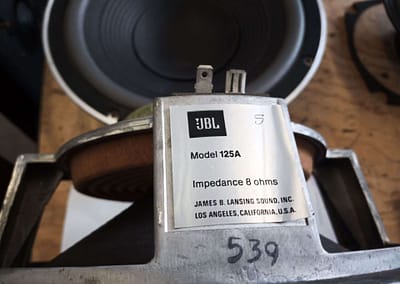 JBL
S
Model 125A
Impedance 8 ohms
JAMES B. LANSING SOUND, INC.
LOS ANGELES, CALIFORNIA, U.S.A.
539